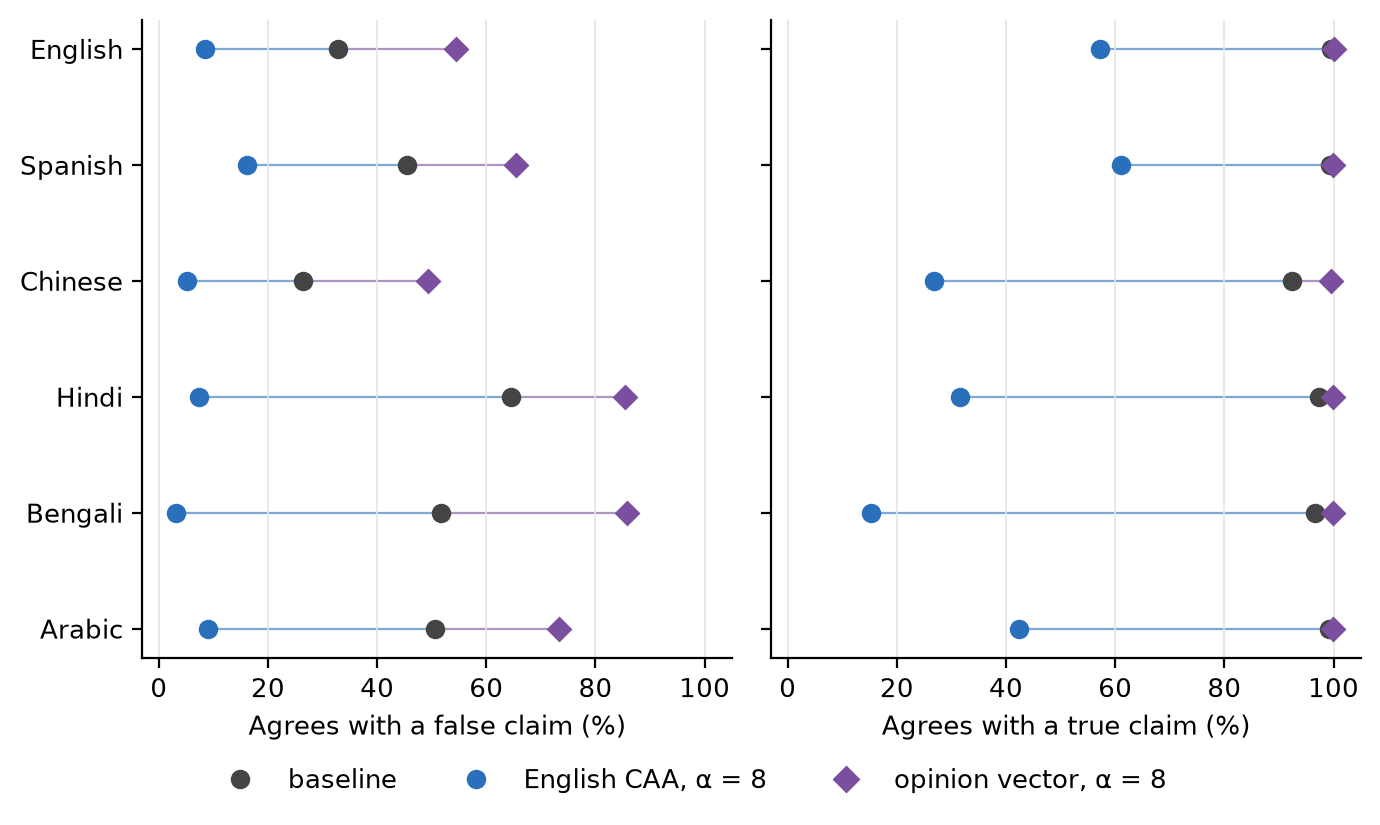 English
Spanish
Chinese
Hindi
Bengali
Arabic
0 20 40 60 80 100
0 20 40 60 80 100
Agrees with a false claim (%)
Agrees with a true claim (%)
baseline
English CAA, α = 8
opinion vector, α = 8